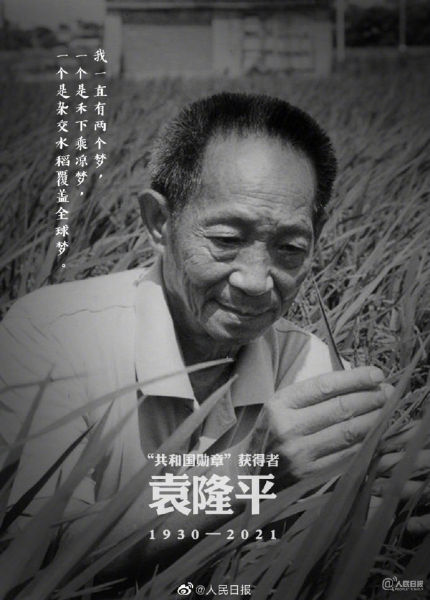 我一直有两个梦，
一个是禾下乘凉梦，
一个是杂交水稻覆盖全球梦。
“共和国勋章”获得者
袁隆平
1930—2021
@人民日报
@人民日报